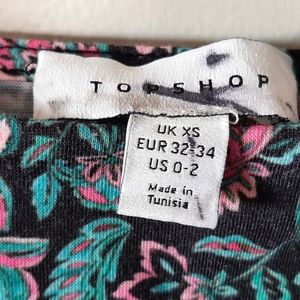 TOPSHOP
UK XS
EUR 32-34
US 0-2
Made in
Tunisia